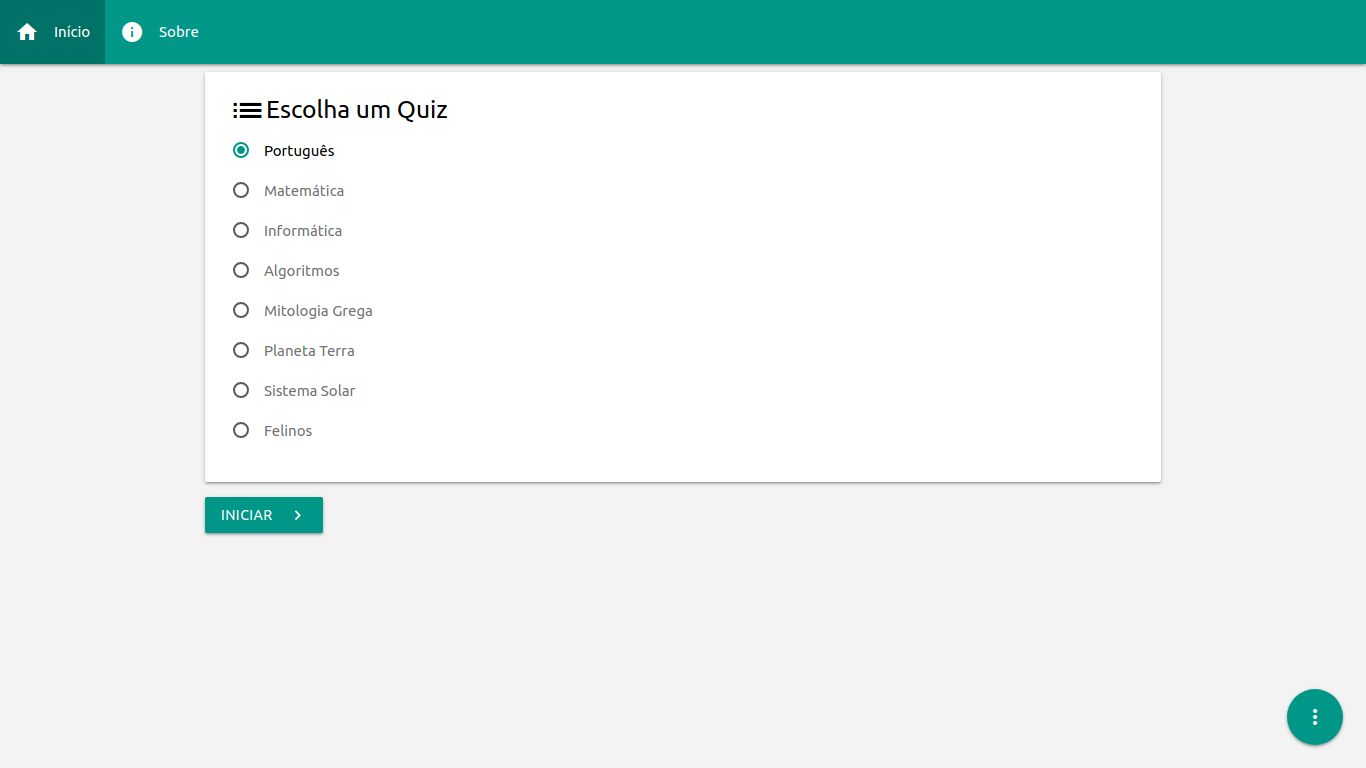 Início
Sobre
Escolha um Quiz
Português
Matemática
Informática
Algoritmos
Mitologia Grega
Planeta Terra
Sistema Solar
Felinos
INICIAR